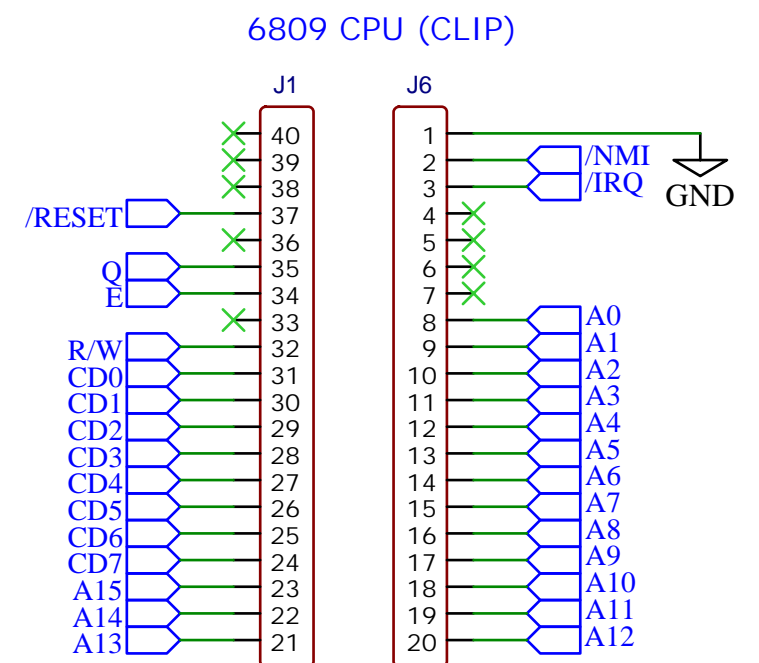 6809 CPU (CLIP)
J1 J6
40 1
39 2 /NMI
38 3 /IRQ
GND
/RESET 37 4
36 5
Q 35 6
E 34 7
33 8 A0
R/W 32 9 A1
CD0 31 10 A2
CD1 30 11 A3
CD2 29 12 A4
CD3 28 13 A5
CD4 27 14 A6
CD5 26 15 A7
CD6 25 16 A8
CD7 24 17 A9
A15 23 18 A10
A14 22 19 A11
A13 21 20 A12